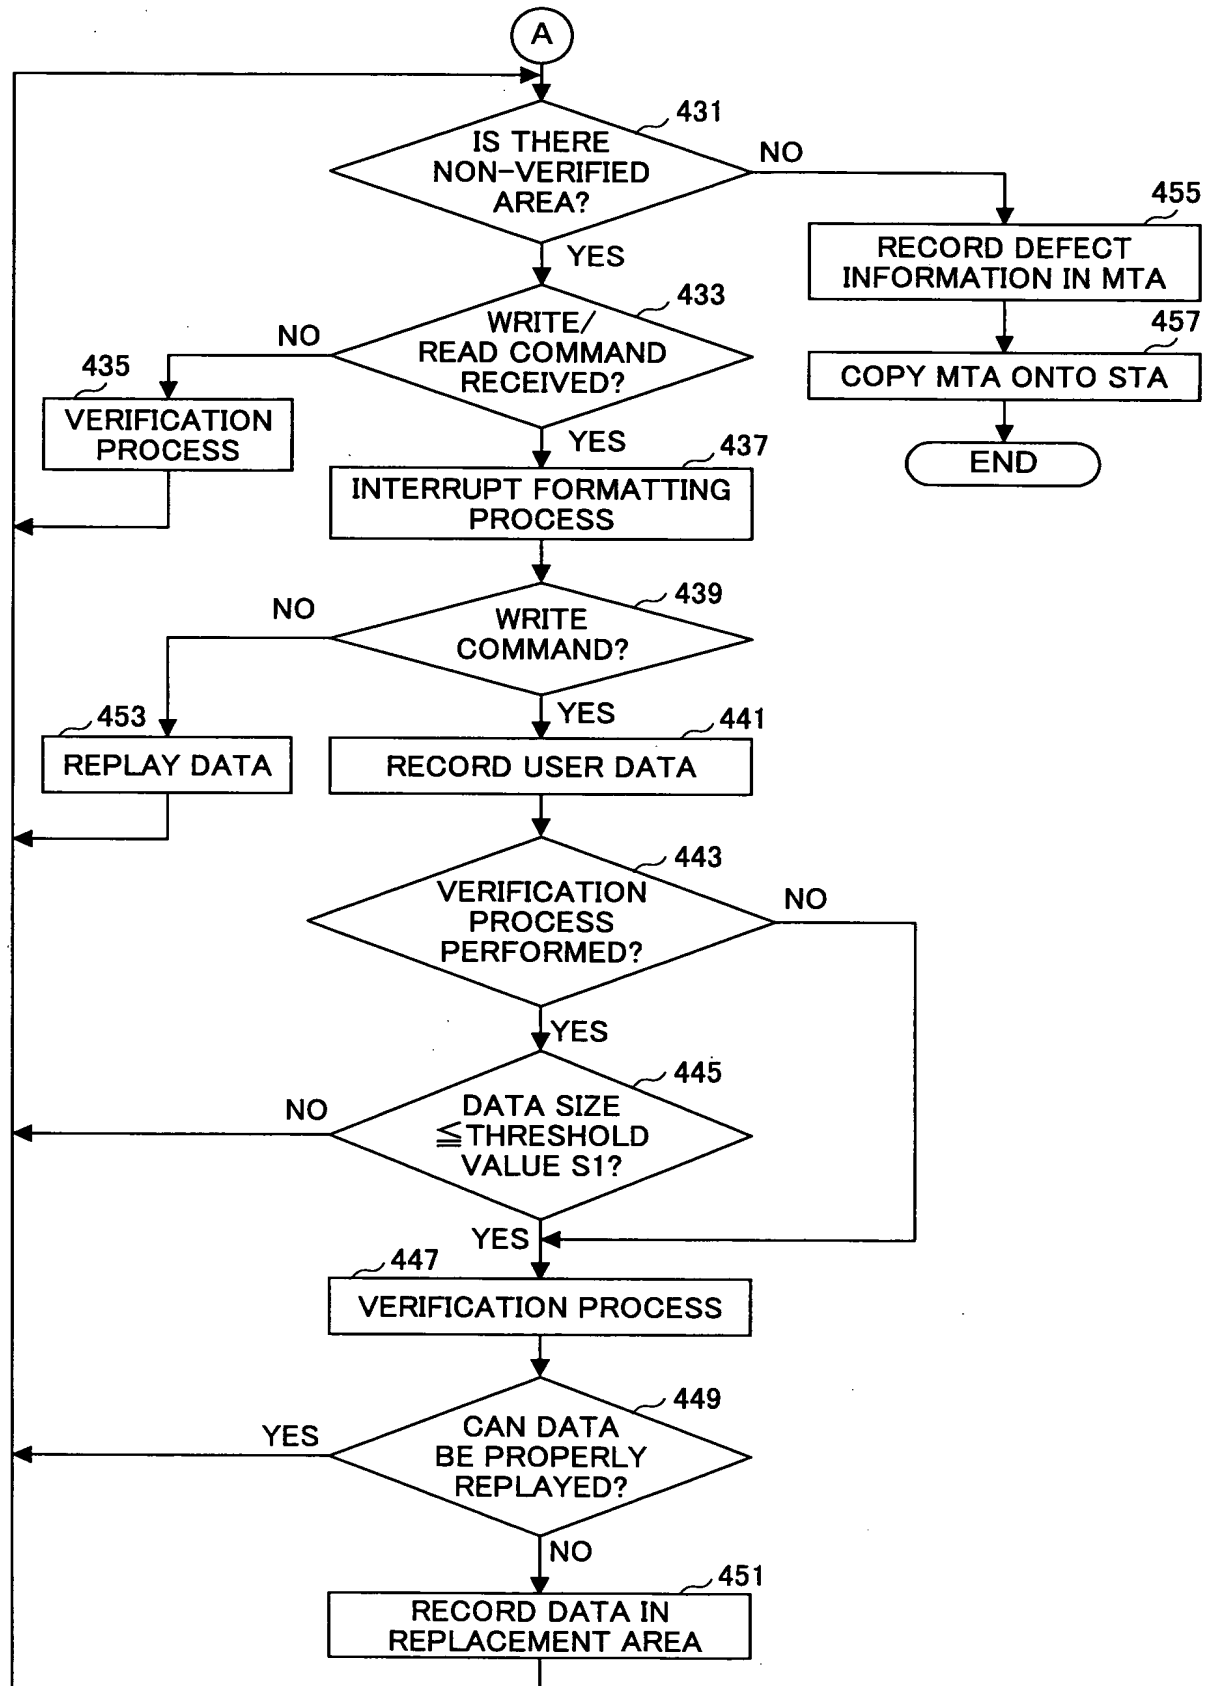 A
431
IS THERE
NON-VERIFIED
AREA?
NO
YES
455
RECORD DEFECT
INFORMATION IN MTA
433
WRITE/
READ COMMAND
RECEIVED?
NO
YES
457
COPY MTA ONTO STA
END
435
VERIFICATION
PROCESS
437
INTERRUPT FORMATTING
PROCESS
439
WRITE
COMMAND?
NO
YES
453
REPLAY DATA
441
RECORD USER DATA
443
VERIFICATION
PROCESS
PERFORMED?
NO
YES
445
DATA SIZE
≦THRESHOLD
VALUE S1?
NO
YES
447
VERIFICATION PROCESS
449
CAN DATA
BE PROPERLY
REPLAYED?
YES
NO
451
RECORD DATA IN
REPLACEMENT AREA